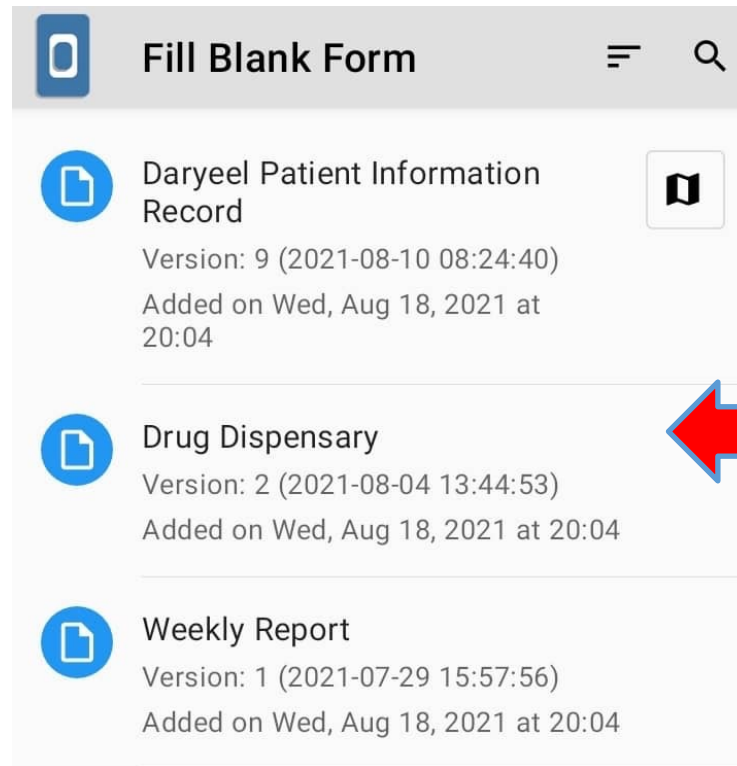 Fill Blank Form
Daryeel Patient Information
Record
Version: 9 (2021-08-10 08:24:40)
Added on Wed, Aug 18, 2021 at
20:04
Drug Dispensary
Version: 2 (2021-08-04 13:44:53)
Added on Wed, Aug 18, 2021 at 20:04
Weekly Report
Version: 1 (2021-07-29 15:57:56)
Added on Wed, Aug 18, 2021 at 20:04